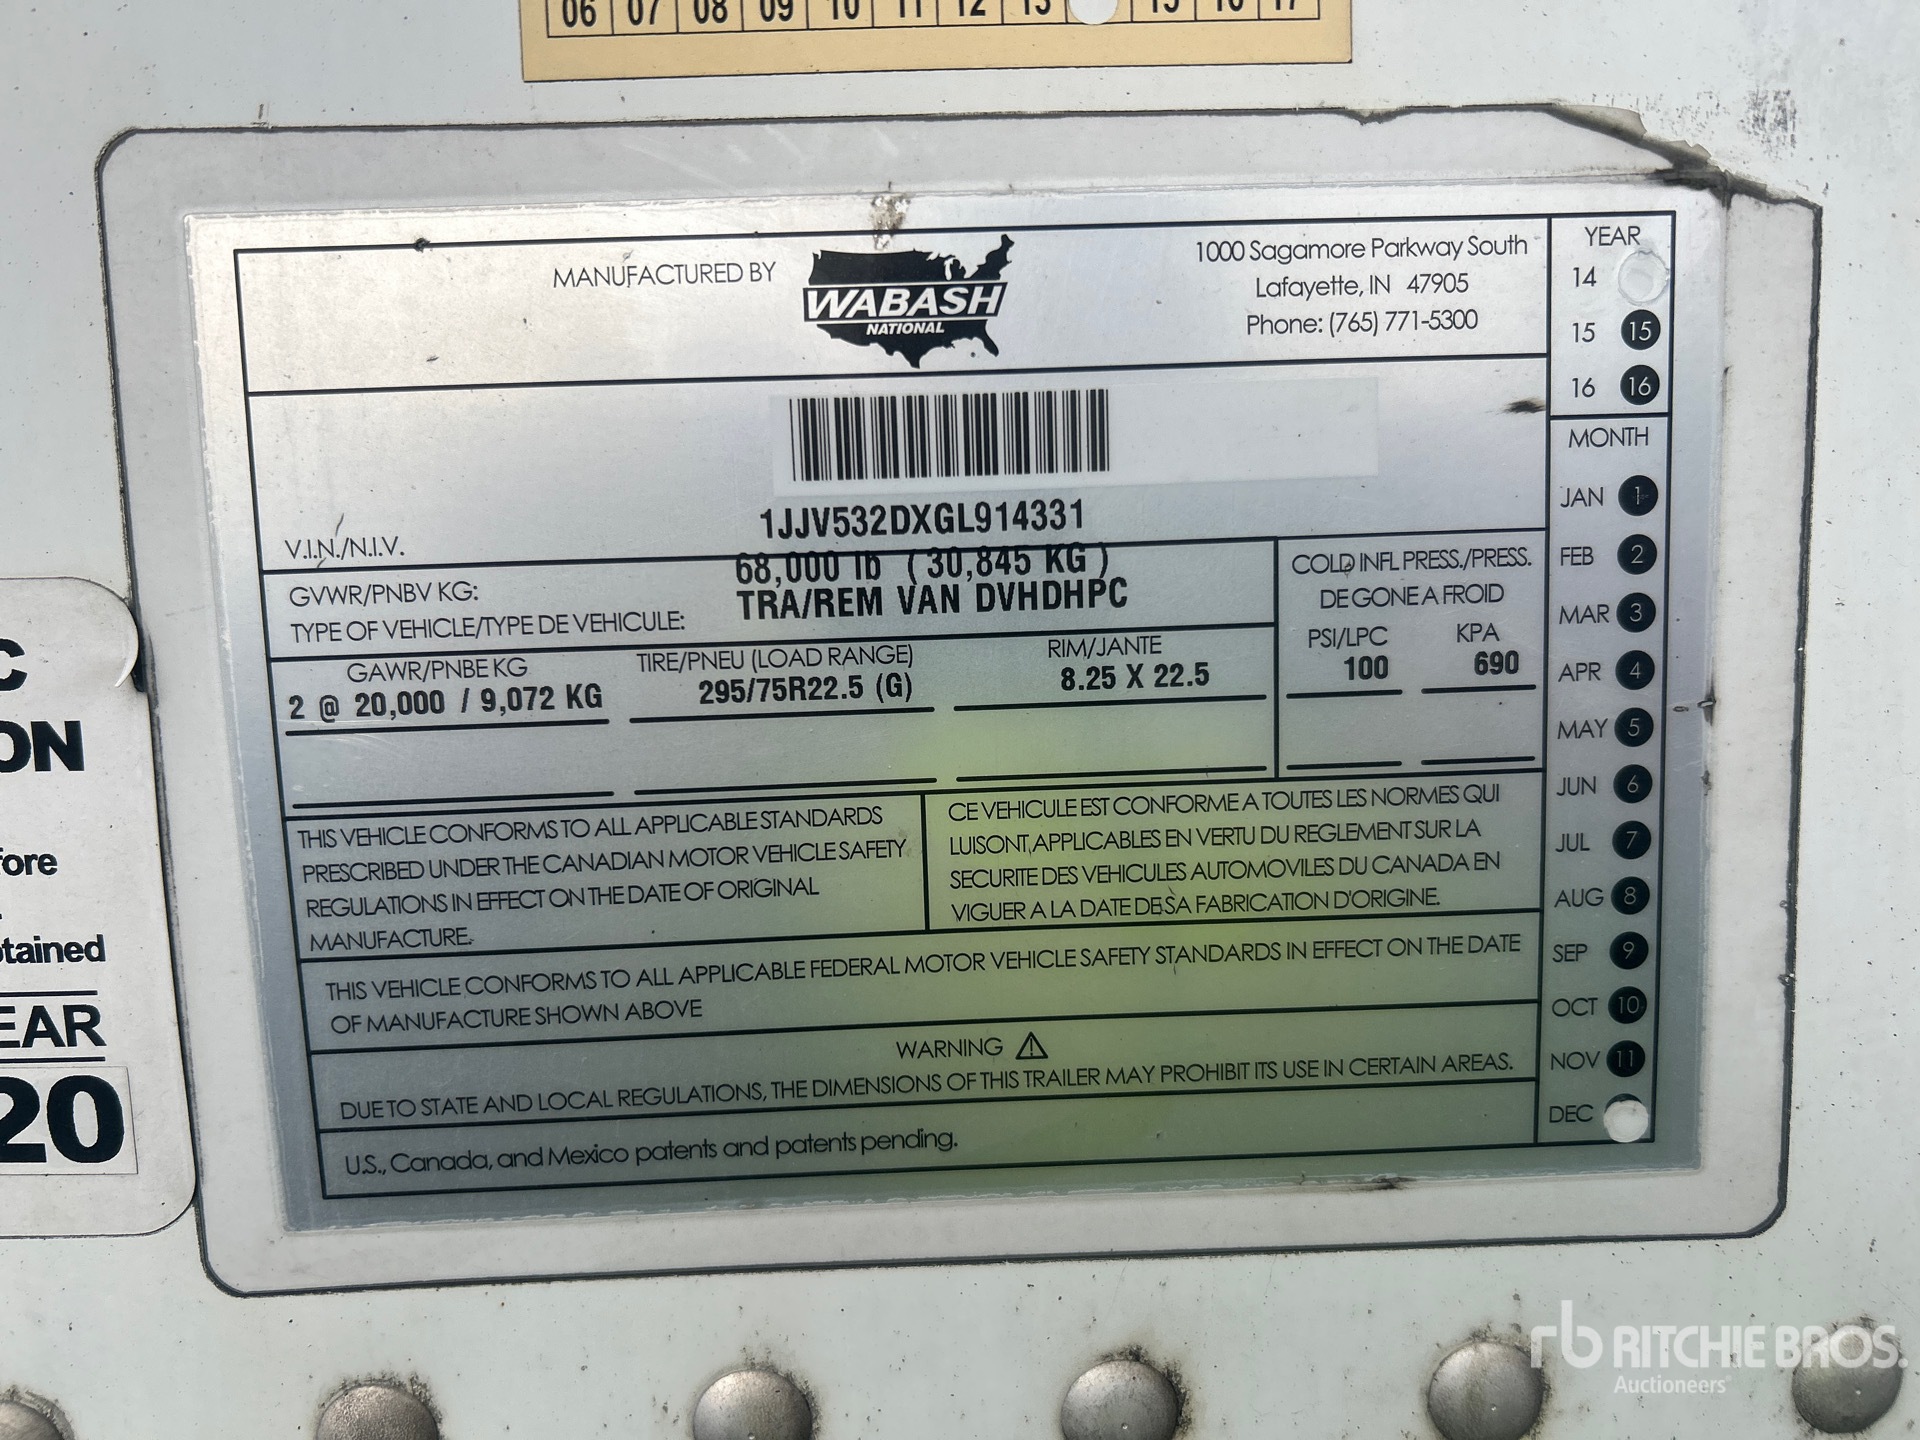 06 07 08 09 10 11 12 13 15 16 17
MANUFACTURED BY
WABASH
NATIONAL
1000 Sagamore Parkway South
Lafayette, IN 47905
Phone: (765) 771-5300
YEAR
14
15 15
16 16
MONTH
JAN 1
FEB 2
MAR 3
APR 4
MAY 5
JUN 6
JUL 7
AUG 8
SEP 9
OCT 10
NOV 11
DEC
1JJV532DXGL914331
V.I.N./N.I.V.
68,000 lb (30,845 KG)
GVWR/PNBV KG:
TRA/REM VAN DVHDHPC
TYPE OF VEHICLE/TYPE DE VEHICULE:
COLD INFL PRESS./PRESS.
DE GONE A FROID
PSI/LPC KPA
100 690
GAWR/PNBE KG TIRE/PNEU (LOAD RANGE) RIM/JANTE
2 @ 20,000 / 9,072 KG 295/75R22.5 (G) 8.25 X 22.5
THIS VEHICLE CONFORMS TO ALL APPLICABLE STANDARDS
PRESCRIBED UNDER THE CANADIAN MOTOR VEHICLE SAFETY
REGULATIONS IN EFFECT ON THE DATE OF ORIGINAL
MANUFACTURE.
CE VEHICULE EST CONFORME A TOUTES LES NORMES QUI
LUISONT, APPLICABLES EN VERTU DU REGLEMENT SUR LA
SECURITE DES VEHICULES AUTOMOVILES DU CANADA EN
VIGUER A LA DATE DE SA FABRICATION D'ORIGINE.
THIS VEHICLE CONFORMS TO ALL APPLICABLE FEDERAL MOTOR VEHICLE SAFETY STANDARDS IN EFFECT ON THE DATE
OF MANUFACTURE SHOWN ABOVE
WARNING ⚠
DUE TO STATE AND LOCAL REGULATIONS, THE DIMENSIONS OF THIS TRAILER MAY PROHIBIT ITS USE IN CERTAIN AREAS.
U.S., Canada, and Mexico patents and patents pending.
C
ON
fore
tained
EAR
20
rb RITCHIE BROS.
Auctioneers